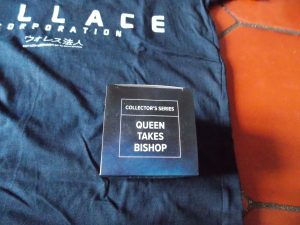 LLACE
CORPORATION
ウォレス法人
COLLECTOR'S SERIES
QUEEN
TAKES
BISHOP